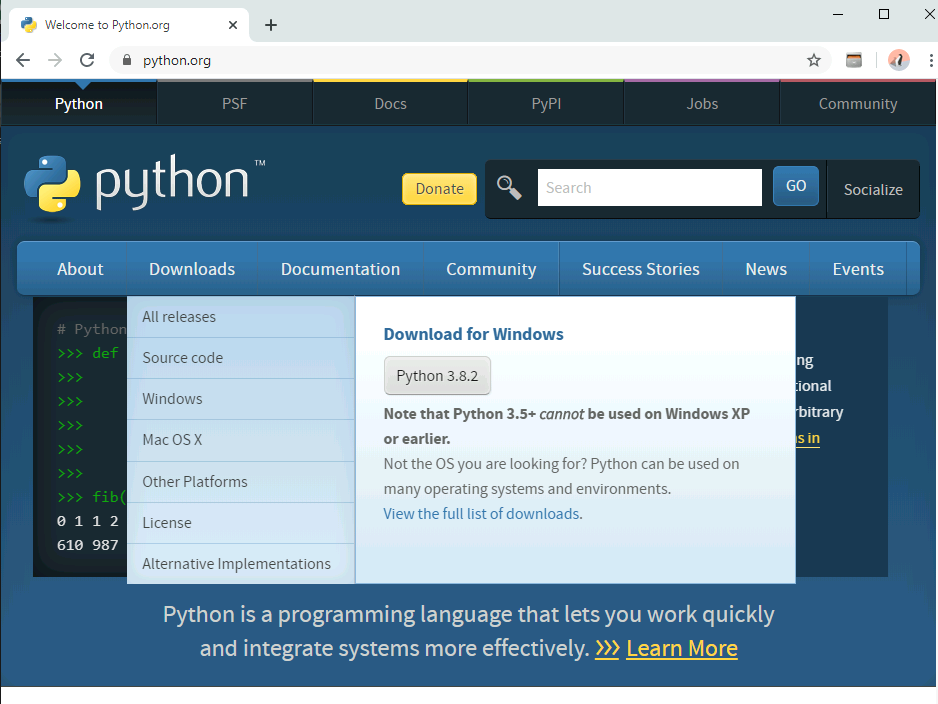 Welcome to Python.org
python.org
Python PSF Docs PyPI Jobs Community
python™
Donate
Search
GO
Socialize
About Downloads Documentation Community Success Stories News Events
# Python
>>> def
>>>
>>>
>>>
>>>
>>>
>>> fib(
0 1 1 2
610 987
All releases
Source code
Windows
Mac OS X
Other Platforms
License
Alternative Implementations
Download for Windows
Python 3.8.2
Note that Python 3.5+ cannot be used on Windows XP
or earlier.
Not the OS you are looking for? Python can be used on
many operating systems and environments.
View the full list of downloads.
s in
Python is a programming language that lets you work quickly
and integrate systems more effectively. >>> Learn More